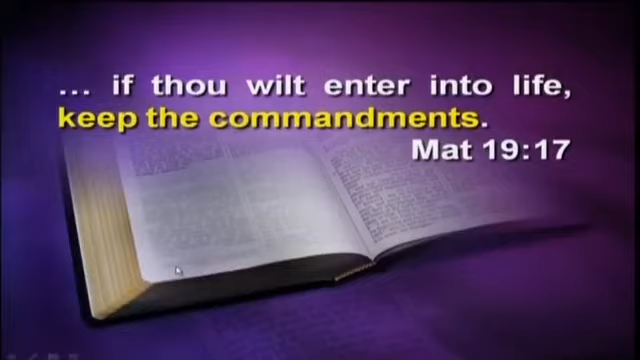 ... if thou wilt enter into life,
keep the commandments.
Mat 19:17